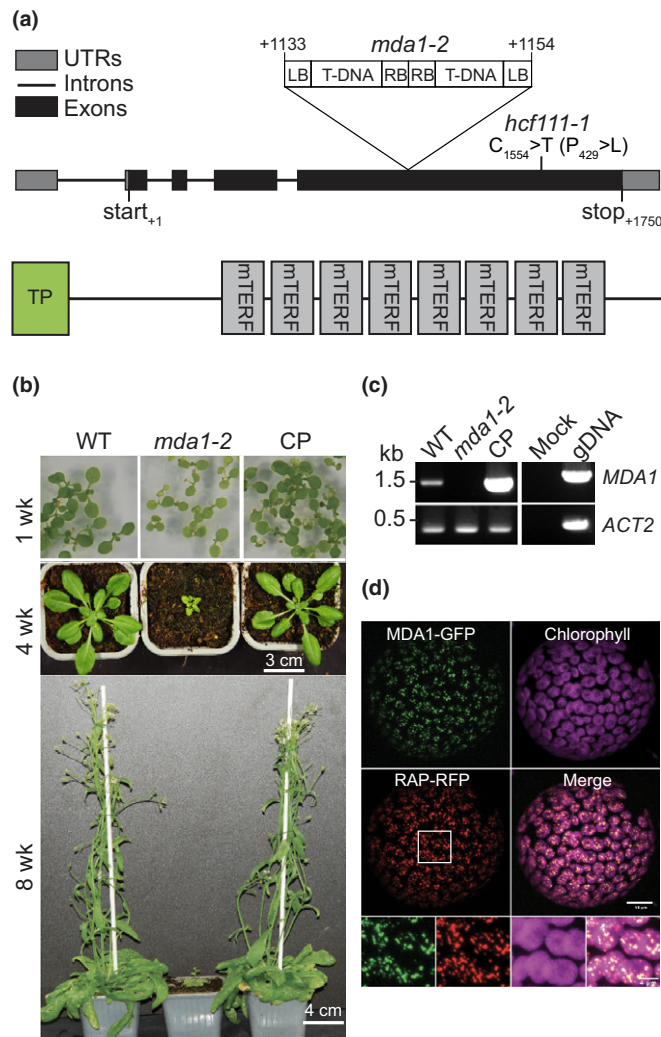 (a)
+1133 mda1-2 +1154
LB T-DNA RB RB T-DNA LB
UTRs
Introns
Exons
hcf111-1
C1554>T (P429>L)
start+1
stop+1750
TP mTERF mTERF mTERF mTERF mTERF mTERF mTERF mTERF
(b)
WT mda1-2 CP
1 wk
4 wk
3 cm
8 wk
4 cm
(c)
WT mda1-2 CP Mock gDNA
kb
1.5 MDA1
0.5 ACT2
(d)
MDA1-GFP Chlorophyll
RAP-RFP Merge